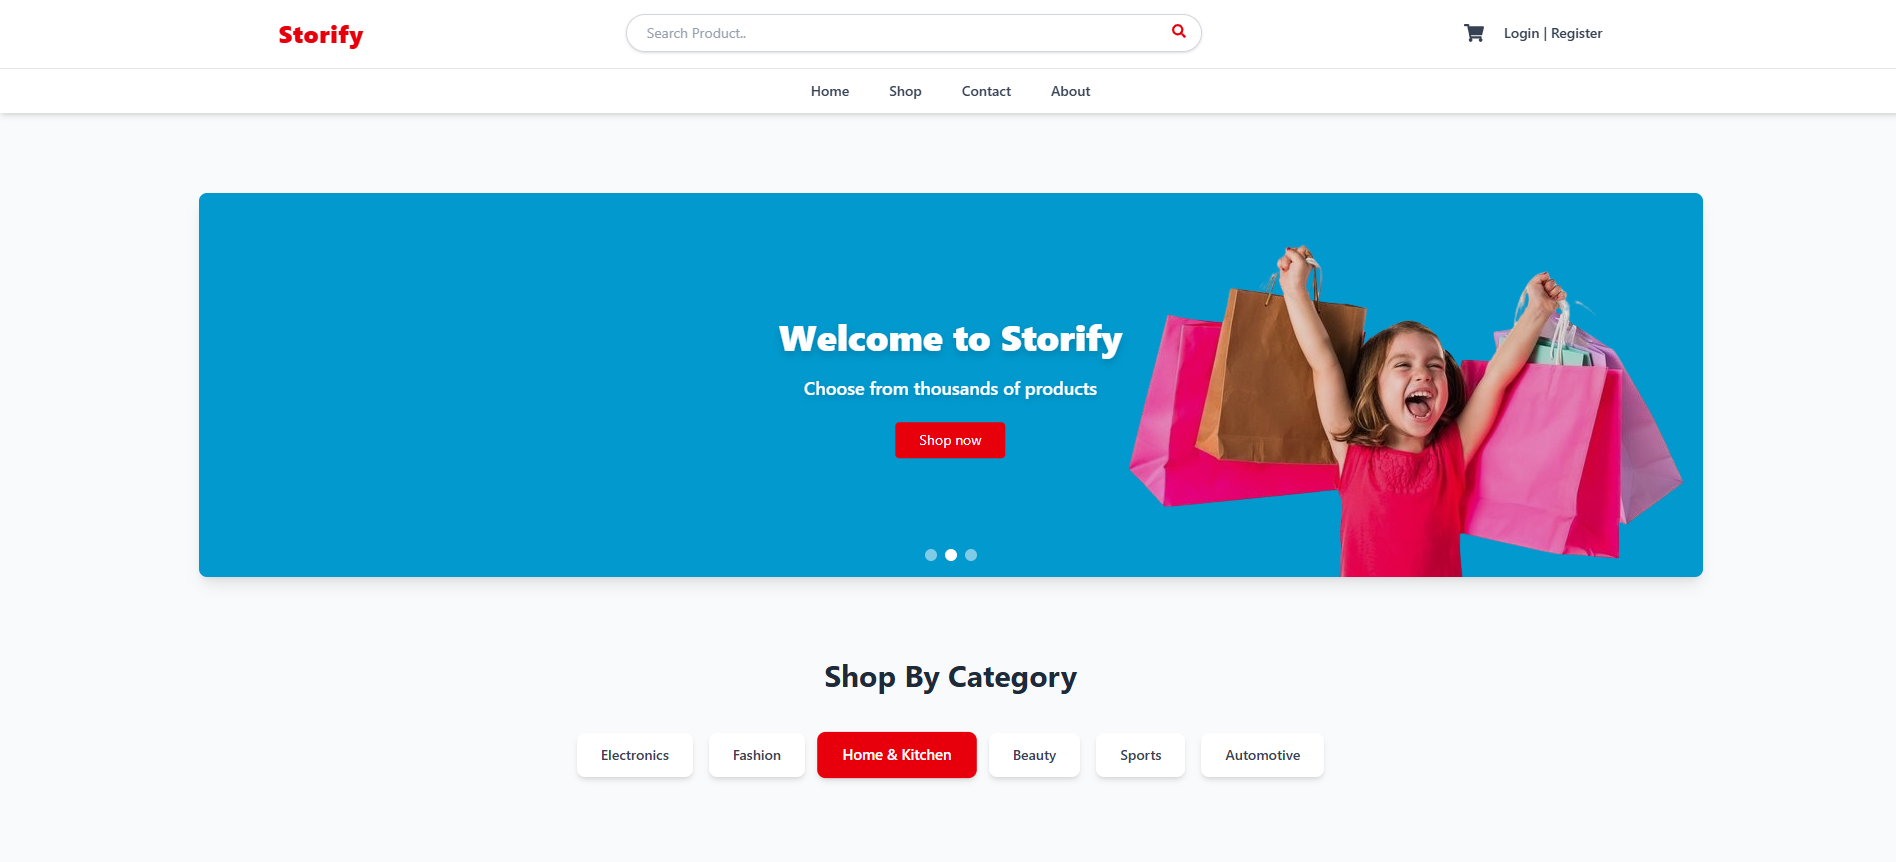 Storify
Search Product..
Login | Register
Home
Shop
Contact
About
Welcome to Storify
Choose from thousands of products
Shop now
Shop By Category
Electronics
Fashion
Home & Kitchen
Beauty
Sports
Automotive